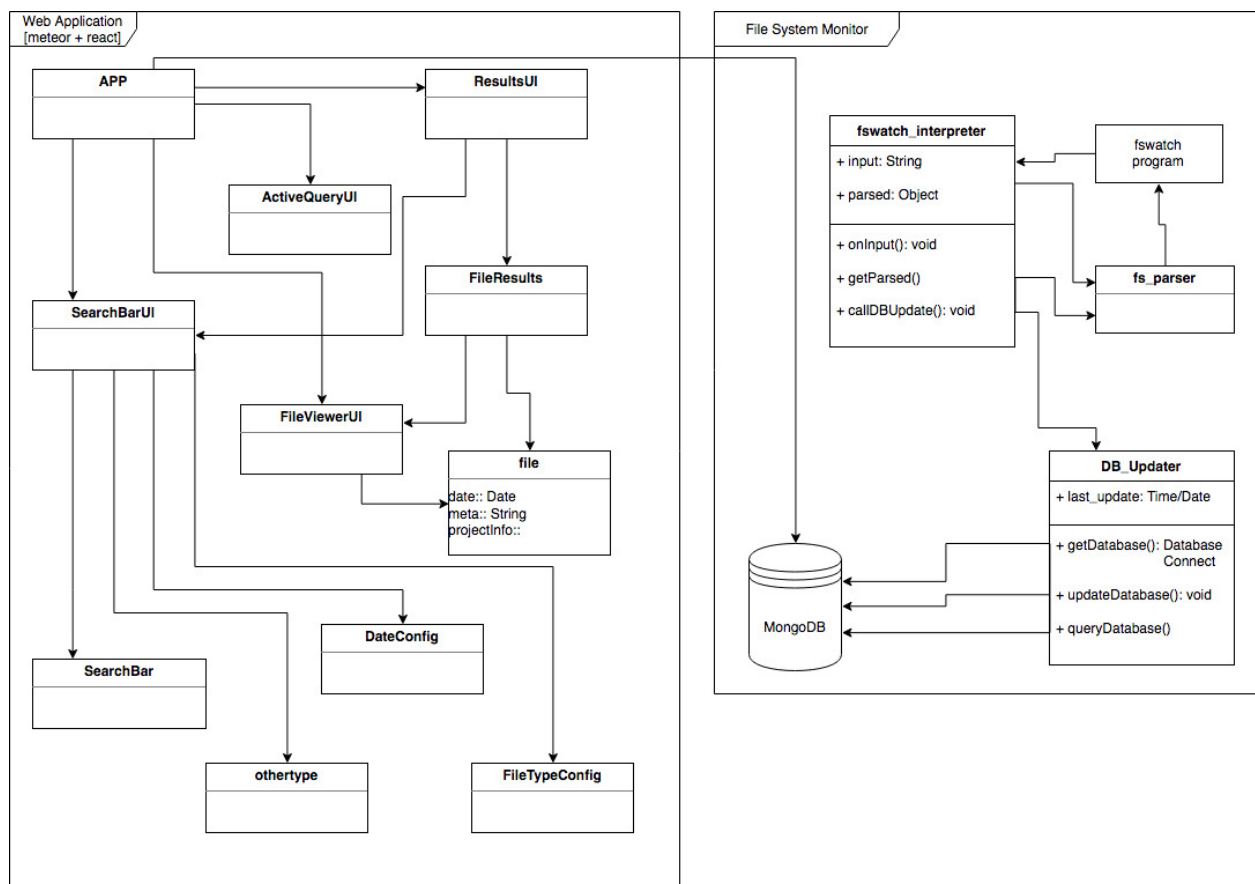 Web Application
[meteor + react]
APP
ResultsUI
ActiveQueryUI
SearchBarUI
FileResults
FileViewerUI
file
date:: Date
meta:: String
projectInfo::
DateConfig
SearchBar
othertype
FileTypeConfig
File System Monitor
fswatch_interpreter
+ input: String
+ parsed: Object
+ onInput(): void
+ getParsed()
+ callDBUpdate(): void
fswatch
program
fs_parser
DB_Updater
+ last_update: Time/Date
+ getDatabase(): Database
Connect
+ updateDatabase(): void
+ queryDatabase()
MongoDB